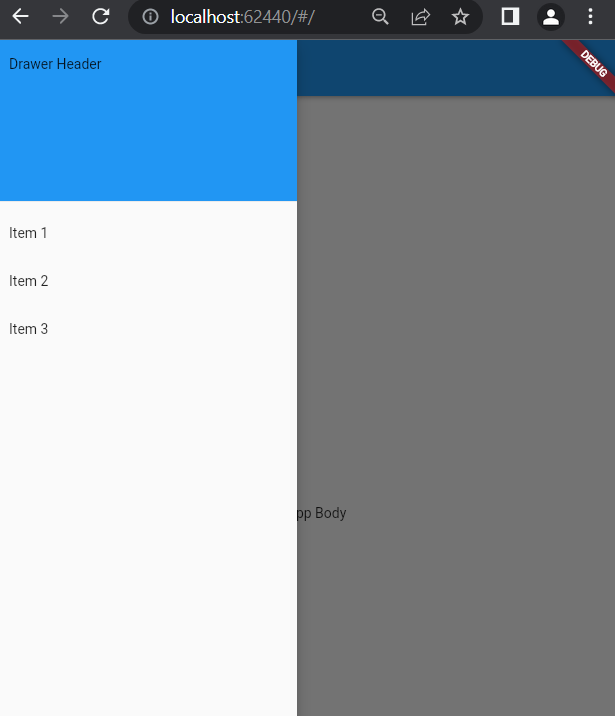 localhost:62440/#/
Drawer Header
DEBUG
Item 1
Item 2
Item 3
pp Body